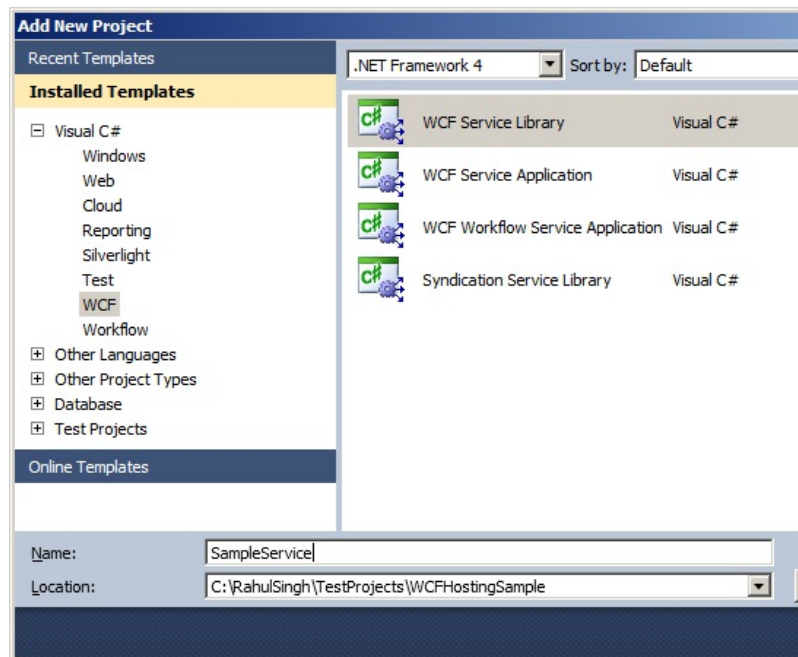 Add New Project
Recent Templates
Installed Templates
Visual C#
Windows
Web
Cloud
Reporting
Silverlight
Test
WCF
Workflow
Other Languages
Other Project Types
Database
Test Projects
Online Templates
.NET Framework 4 Sort by: Default
C# WCF Service Library Visual C#
C# WCF Service Application Visual C#
C# WCF Workflow Service Application Visual C#
C# Syndication Service Library Visual C#
Name: SampleService
Location: C:\RahulSingh\TestProjects\WCFHostingSample